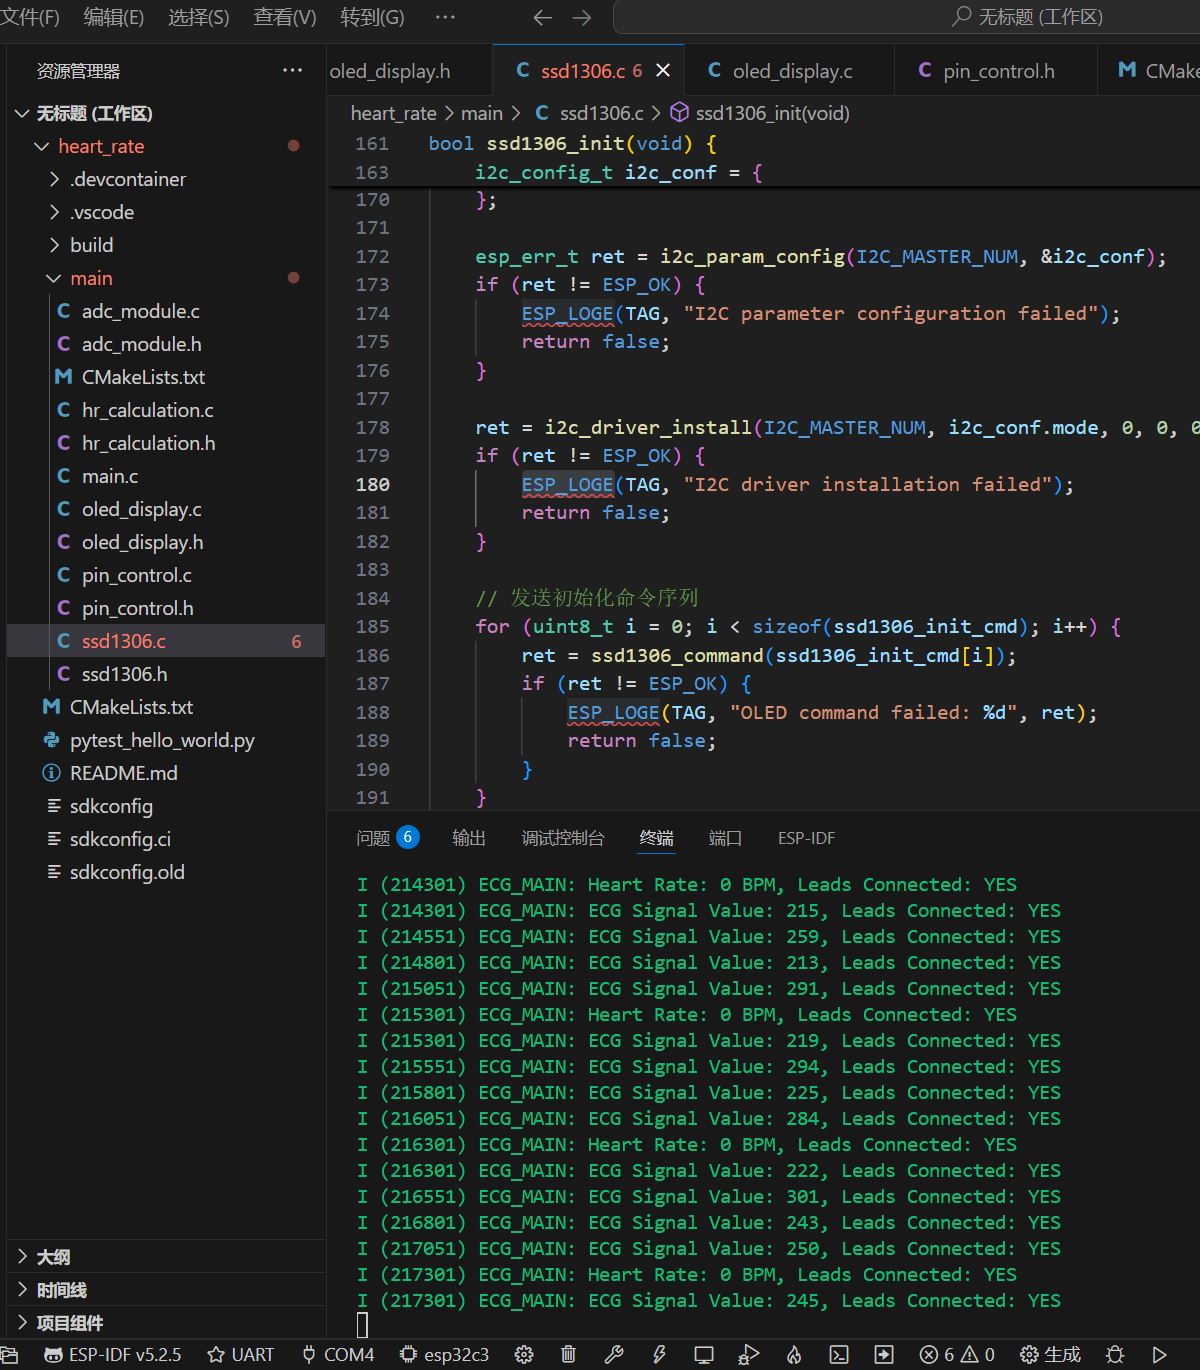 文件(F) 编辑(E) 选择(S) 查看(V) 转到(G) ··· 无标题 (工作区)
资源管理器 ···
无标题 (工作区)
heart_rate
.devcontainer
.vscode
build
main
C adc_module.c
C adc_module.h
M CMakeLists.txt
C hr_calculation.c
C hr_calculation.h
C main.c
C oled_display.c
C oled_display.h
C pin_control.c
C pin_control.h
C ssd1306.c 6
C ssd1306.h
M CMakeLists.txt
pytest_hello_world.py
README.md
sdkconfig
sdkconfig.ci
sdkconfig.old
大纲
时间线
项目组件
oled_display.h C ssd1306.c 6 C oled_display.c C pin_control.h M CMake
heart_rate > main > C ssd1306.c > ssd1306_init(void)
161 bool ssd1306_init(void) {
163 i2c_config_t i2c_conf = {
170 };
171
172 esp_err_t ret = i2c_param_config(I2C_MASTER_NUM, &i2c_conf);
173 if (ret != ESP_OK) {
174 ESP_LOGE(TAG, "I2C parameter configuration failed");
175 return false;
176 }
177
178 ret = i2c_driver_install(I2C_MASTER_NUM, i2c_conf.mode, 0, 0, 0
179 if (ret != ESP_OK) {
180 ESP_LOGE(TAG, "I2C driver installation failed");
181 return false;
182 }
183
184 // 发送初始化命令序列
185 for (uint8_t i = 0; i < sizeof(ssd1306_init_cmd); i++) {
186 ret = ssd1306_command(ssd1306_init_cmd[i]);
187 if (ret != ESP_OK) {
188 ESP_LOGE(TAG, "OLED command failed: %d", ret);
189 return false;
190 }
191 }
问题 6 输出 调试控制台 终端 端口 ESP-IDF
I (214301) ECG_MAIN: Heart Rate: 0 BPM, Leads Connected: YES
I (214301) ECG_MAIN: ECG Signal Value: 215, Leads Connected: YES
I (214551) ECG_MAIN: ECG Signal Value: 259, Leads Connected: YES
I (214801) ECG_MAIN: ECG Signal Value: 213, Leads Connected: YES
I (215051) ECG_MAIN: ECG Signal Value: 291, Leads Connected: YES
I (215301) ECG_MAIN: Heart Rate: 0 BPM, Leads Connected: YES
I (215301) ECG_MAIN: ECG Signal Value: 219, Leads Connected: YES
I (215551) ECG_MAIN: ECG Signal Value: 294, Leads Connected: YES
I (215801) ECG_MAIN: ECG Signal Value: 225, Leads Connected: YES
I (216051) ECG_MAIN: ECG Signal Value: 284, Leads Connected: YES
I (216301) ECG_MAIN: Heart Rate: 0 BPM, Leads Connected: YES
I (216301) ECG_MAIN: ECG Signal Value: 222, Leads Connected: YES
I (216551) ECG_MAIN: ECG Signal Value: 301, Leads Connected: YES
I (216801) ECG_MAIN: ECG Signal Value: 243, Leads Connected: YES
I (217051) ECG_MAIN: ECG Signal Value: 250, Leads Connected: YES
I (217301) ECG_MAIN: Heart Rate: 0 BPM, Leads Connected: YES
I (217301) ECG_MAIN: ECG Signal Value: 245, Leads Connected: YES
ESP-IDF v5.2.5 UART COM4 esp32c3 6 0 生成